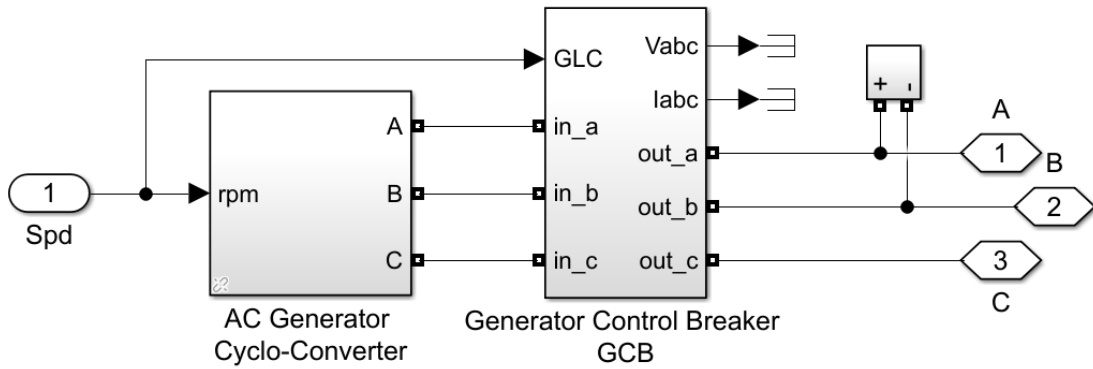 Vabc
GLC
Iabc
+ -
A
A
in_a
out_a
1
B
1
rpm
B
in_b
out_b
2
Spd
C
in_c
out_c
3
C
AC Generator
Cyclo-Converter
Generator Control Breaker
GCB